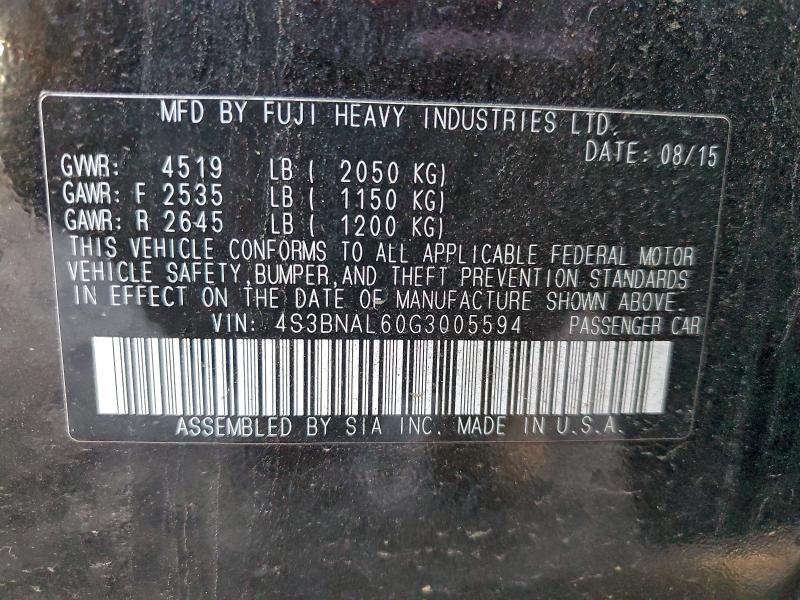 MFD BY FUJI HEAVY INDUSTRIES LTD.
DATE: 08/15
GVWR: 4519 LB ( 2050 KG)
GAWR: F 2535 LB ( 1150 KG)
GAWR: R 2645 LB ( 1200 KG)
THIS VEHICLE CONFORMS TO ALL APPLICABLE FEDERAL MOTOR
VEHICLE SAFETY,BUMPER,AND THEFT PREVENTION STANDARDS
IN EFFECT ON THE DATE OF MANUFACTURE SHOWN ABOVE.
VIN: 4S3BNAL60G3005594 PASSENGER CAR
ASSEMBLED BY SIA INC. MADE IN U.S.A.